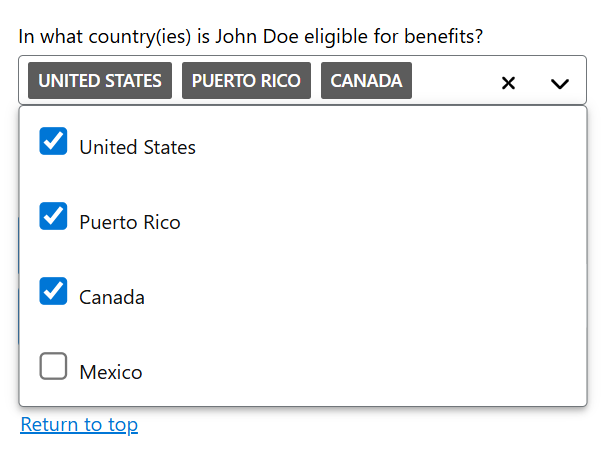 In what country(ies) is John Doe eligible for benefits?
UNITED STATES PUERTO RICO CANADA
United States
Puerto Rico
Canada
Mexico
Return to top